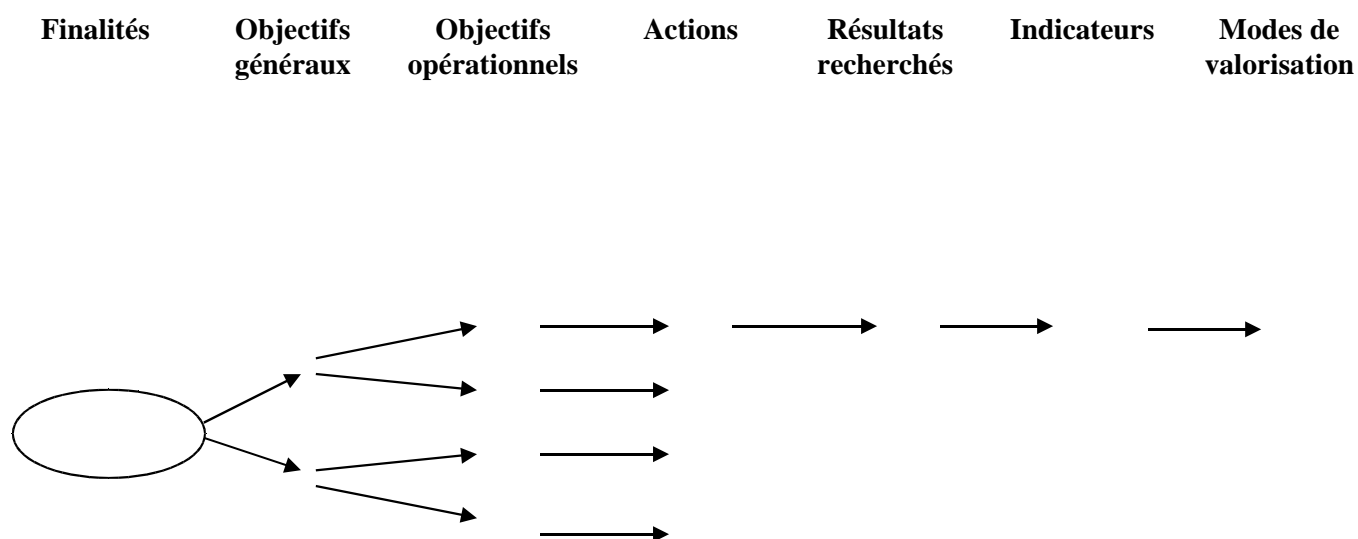 Finalités Objectifs Objectifs Actions Résultats Indicateurs Modes de
généraux opérationnels recherchés valorisation